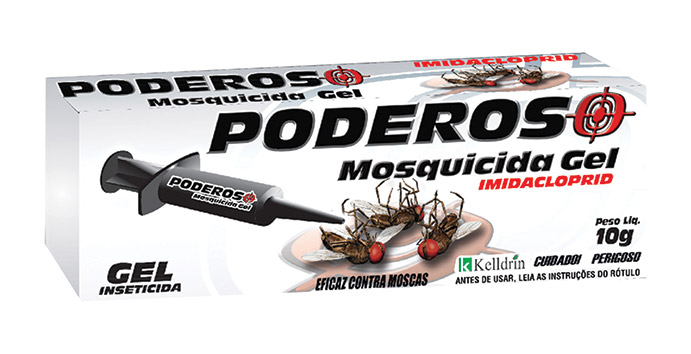 PODEROSO
Mosquicida Gel
IMIDACLOPRID
PODEROSO
Mosquicida Gel
IMIDACLOPRID
PODEROSO
Mosquicida Gel
Peso Liq.
10g
GEL
INSETICIDA
EFICAZ CONTRA MOSCAS
Kelldrin
CUIDADO! PERIGOSO
ANTES DE USAR, LEIA AS INSTRUÇÕES DO RÓTULO